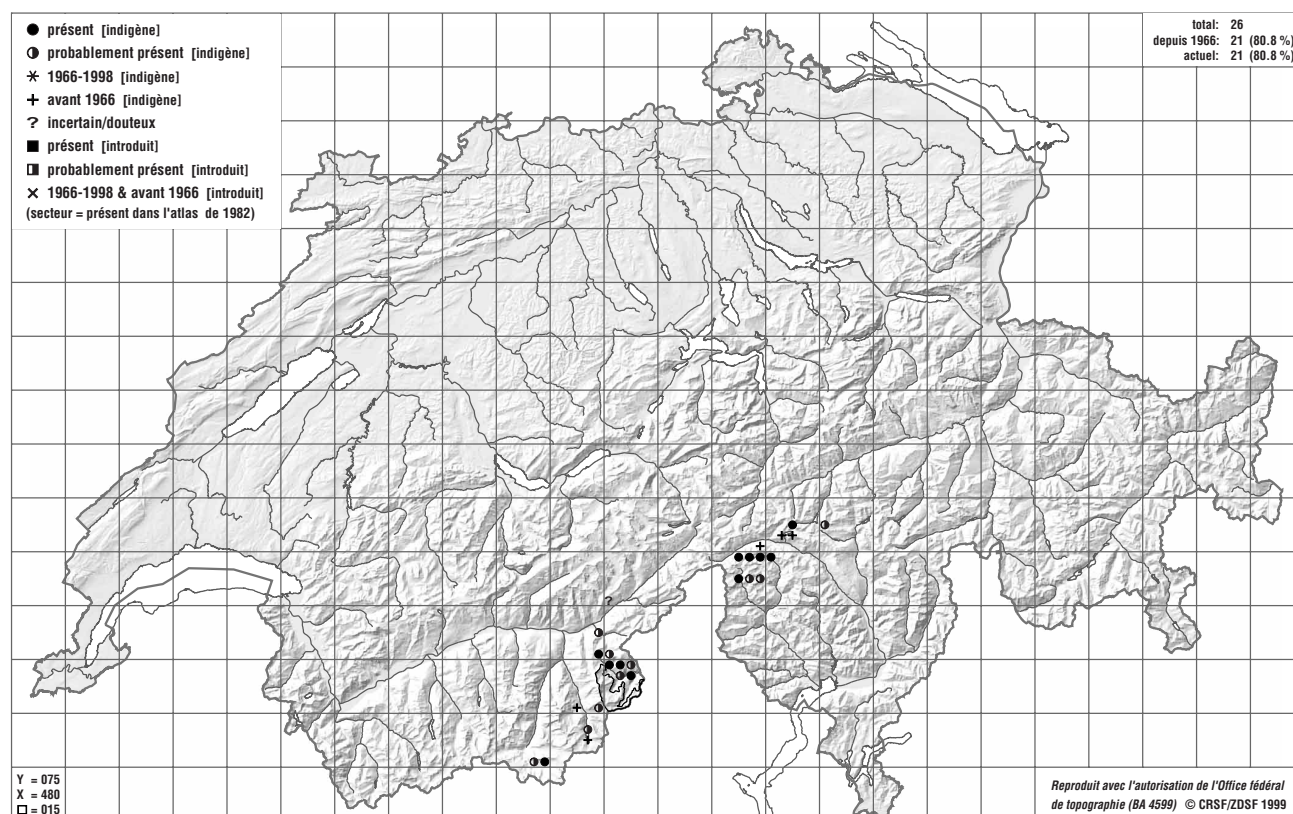 présent [indigène]
probablement présent [indigène]
1966-1998 [indigène]
avant 1966 [indigène]
? incertain/douteux
présent [introduit]
probablement présent [introduit]
1966-1998 & avant 1966 [introduit]
(secteur = présent dans l'atlas de 1982)
total: 26
depuis 1966: 21 (80.8 %)
actuel: 21 (80.8 %)
?
Y = 075
X = 480
= 015
Reproduit avec l'autorisation de l'Office fédéral
de topographie (BA 4599) © CRSF/ZDSF 1999